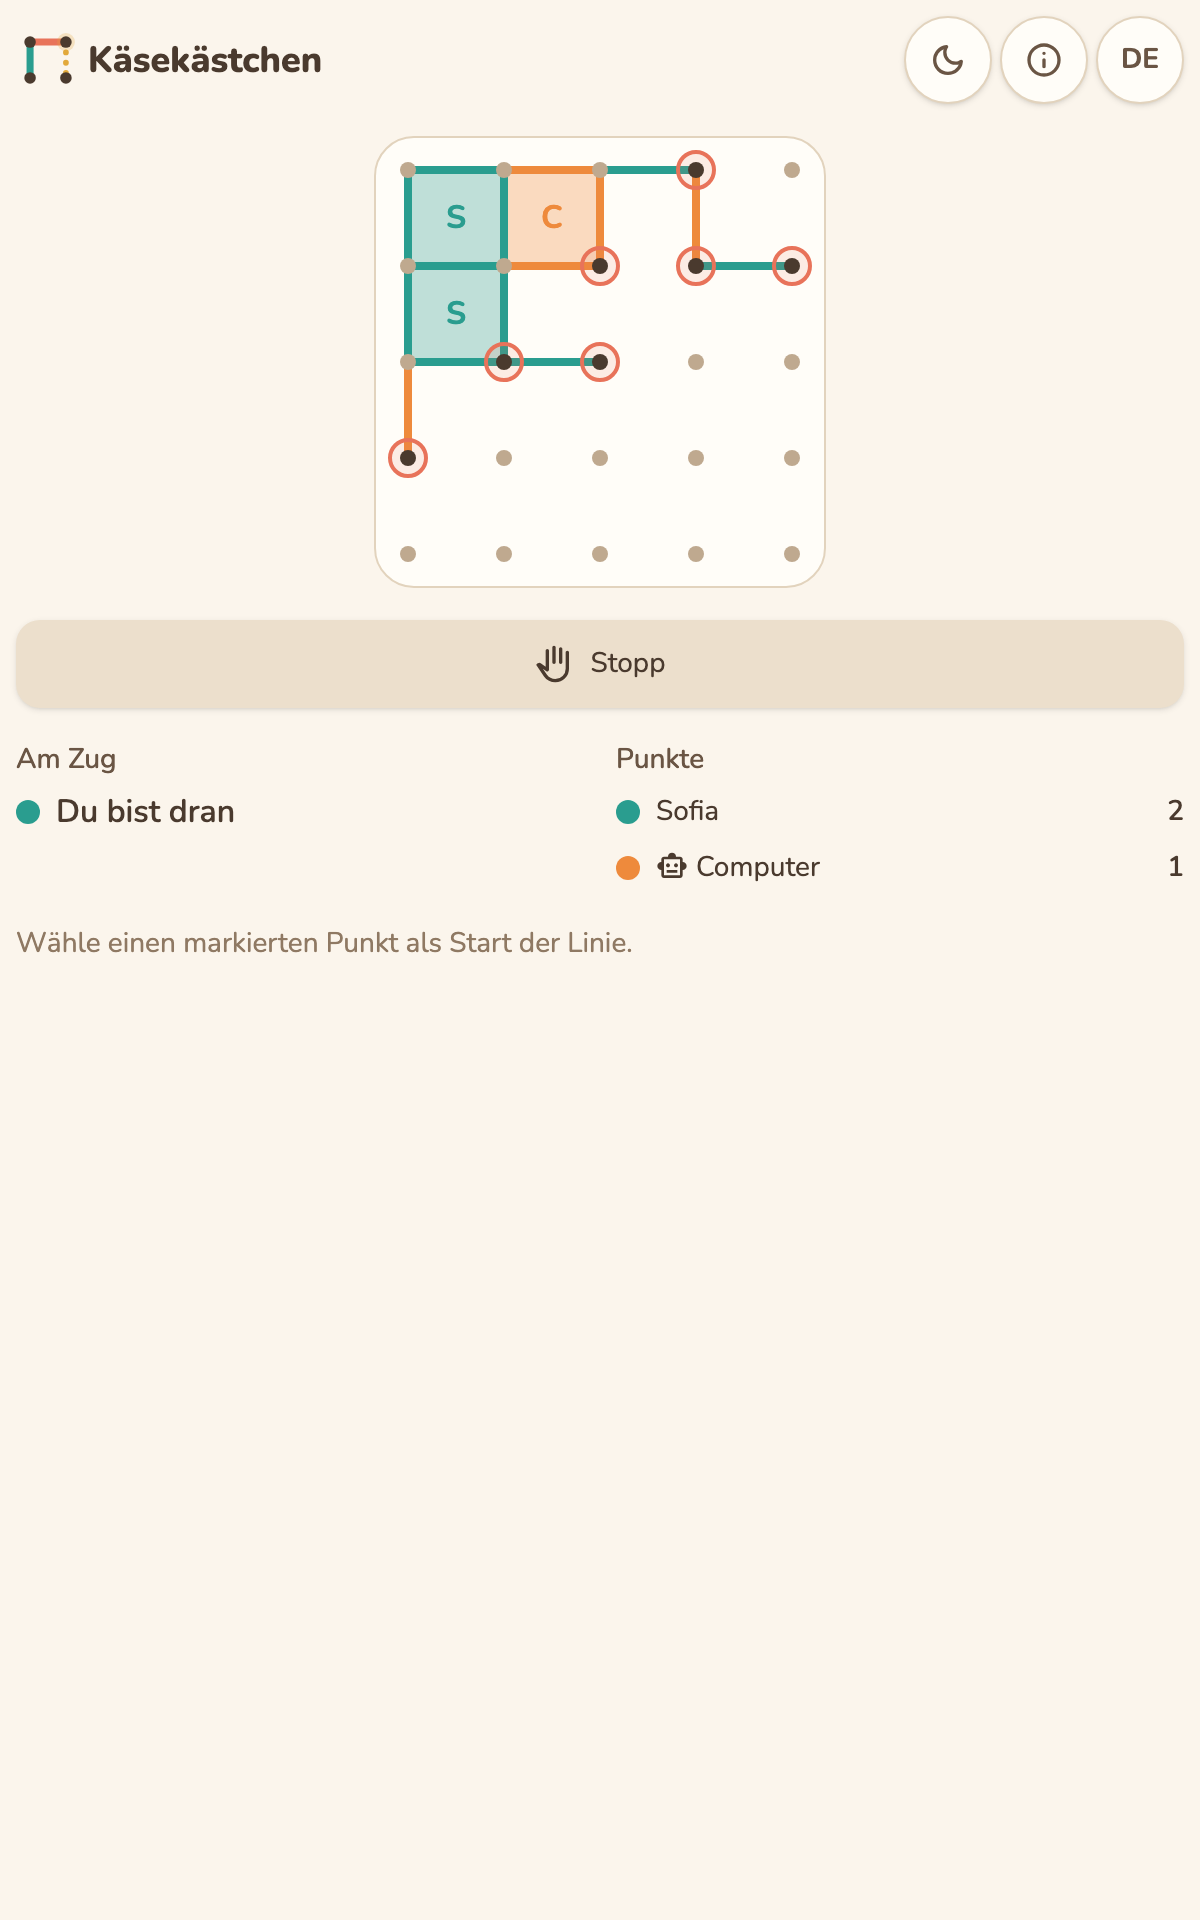 Käsekästchen
DE
S C
S
Stopp
Am Zug
Du bist dran
Punkte
Sofia 2
Computer 1
Wähle einen markierten Punkt als Start der Linie.